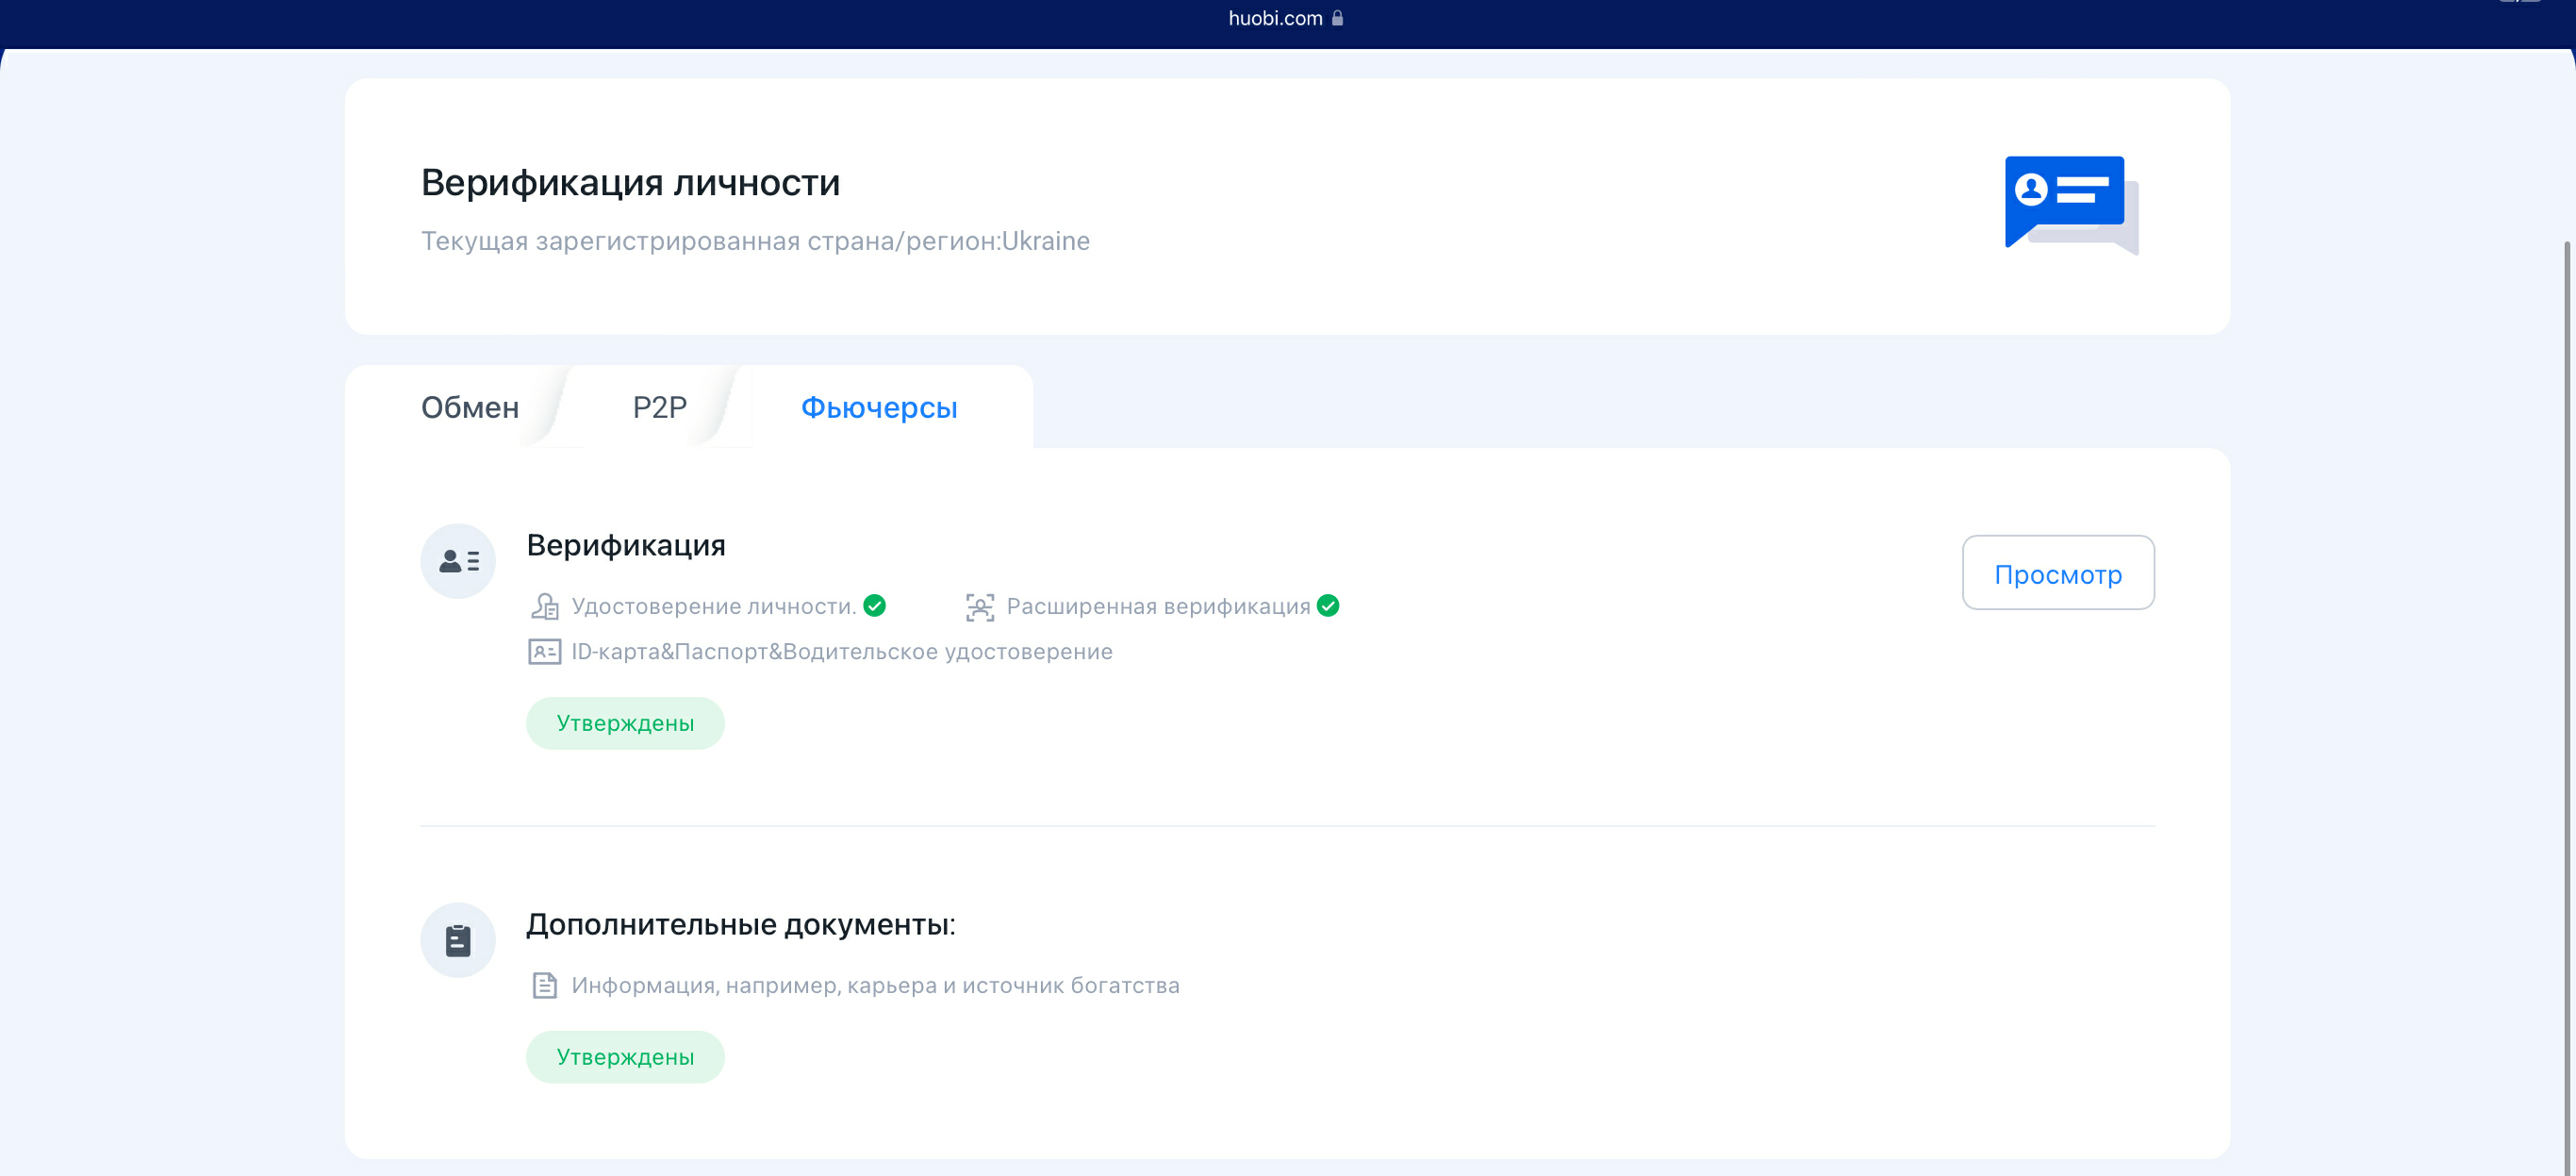 huobi.com
Верификация личности
Текущая зарегистрированная страна/регион:Ukraine
Обмен P2P Фьючерсы
Верификация
Просмотр
Удостоверение личности. Расширенная верификация
ID-карта&Паспорт&Водительское удостоверение
Утверждены
Дополнительные документы:
Информация, например, карьера и источник богатства
Утверждены